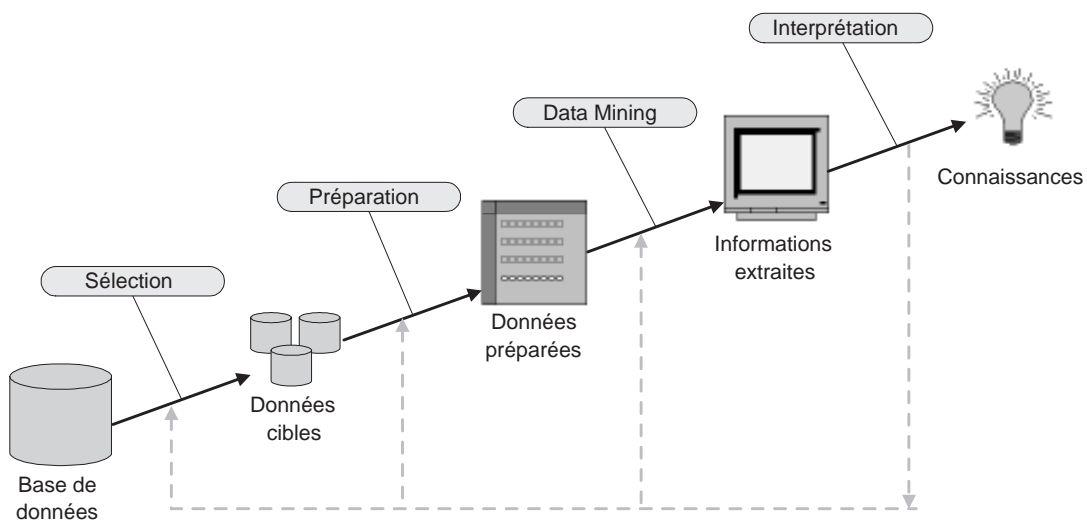 Interprétation
Data Mining
Connaissances
Préparation
Informations
extraites
Sélection
Données
préparées
Données
cibles
Base de
données